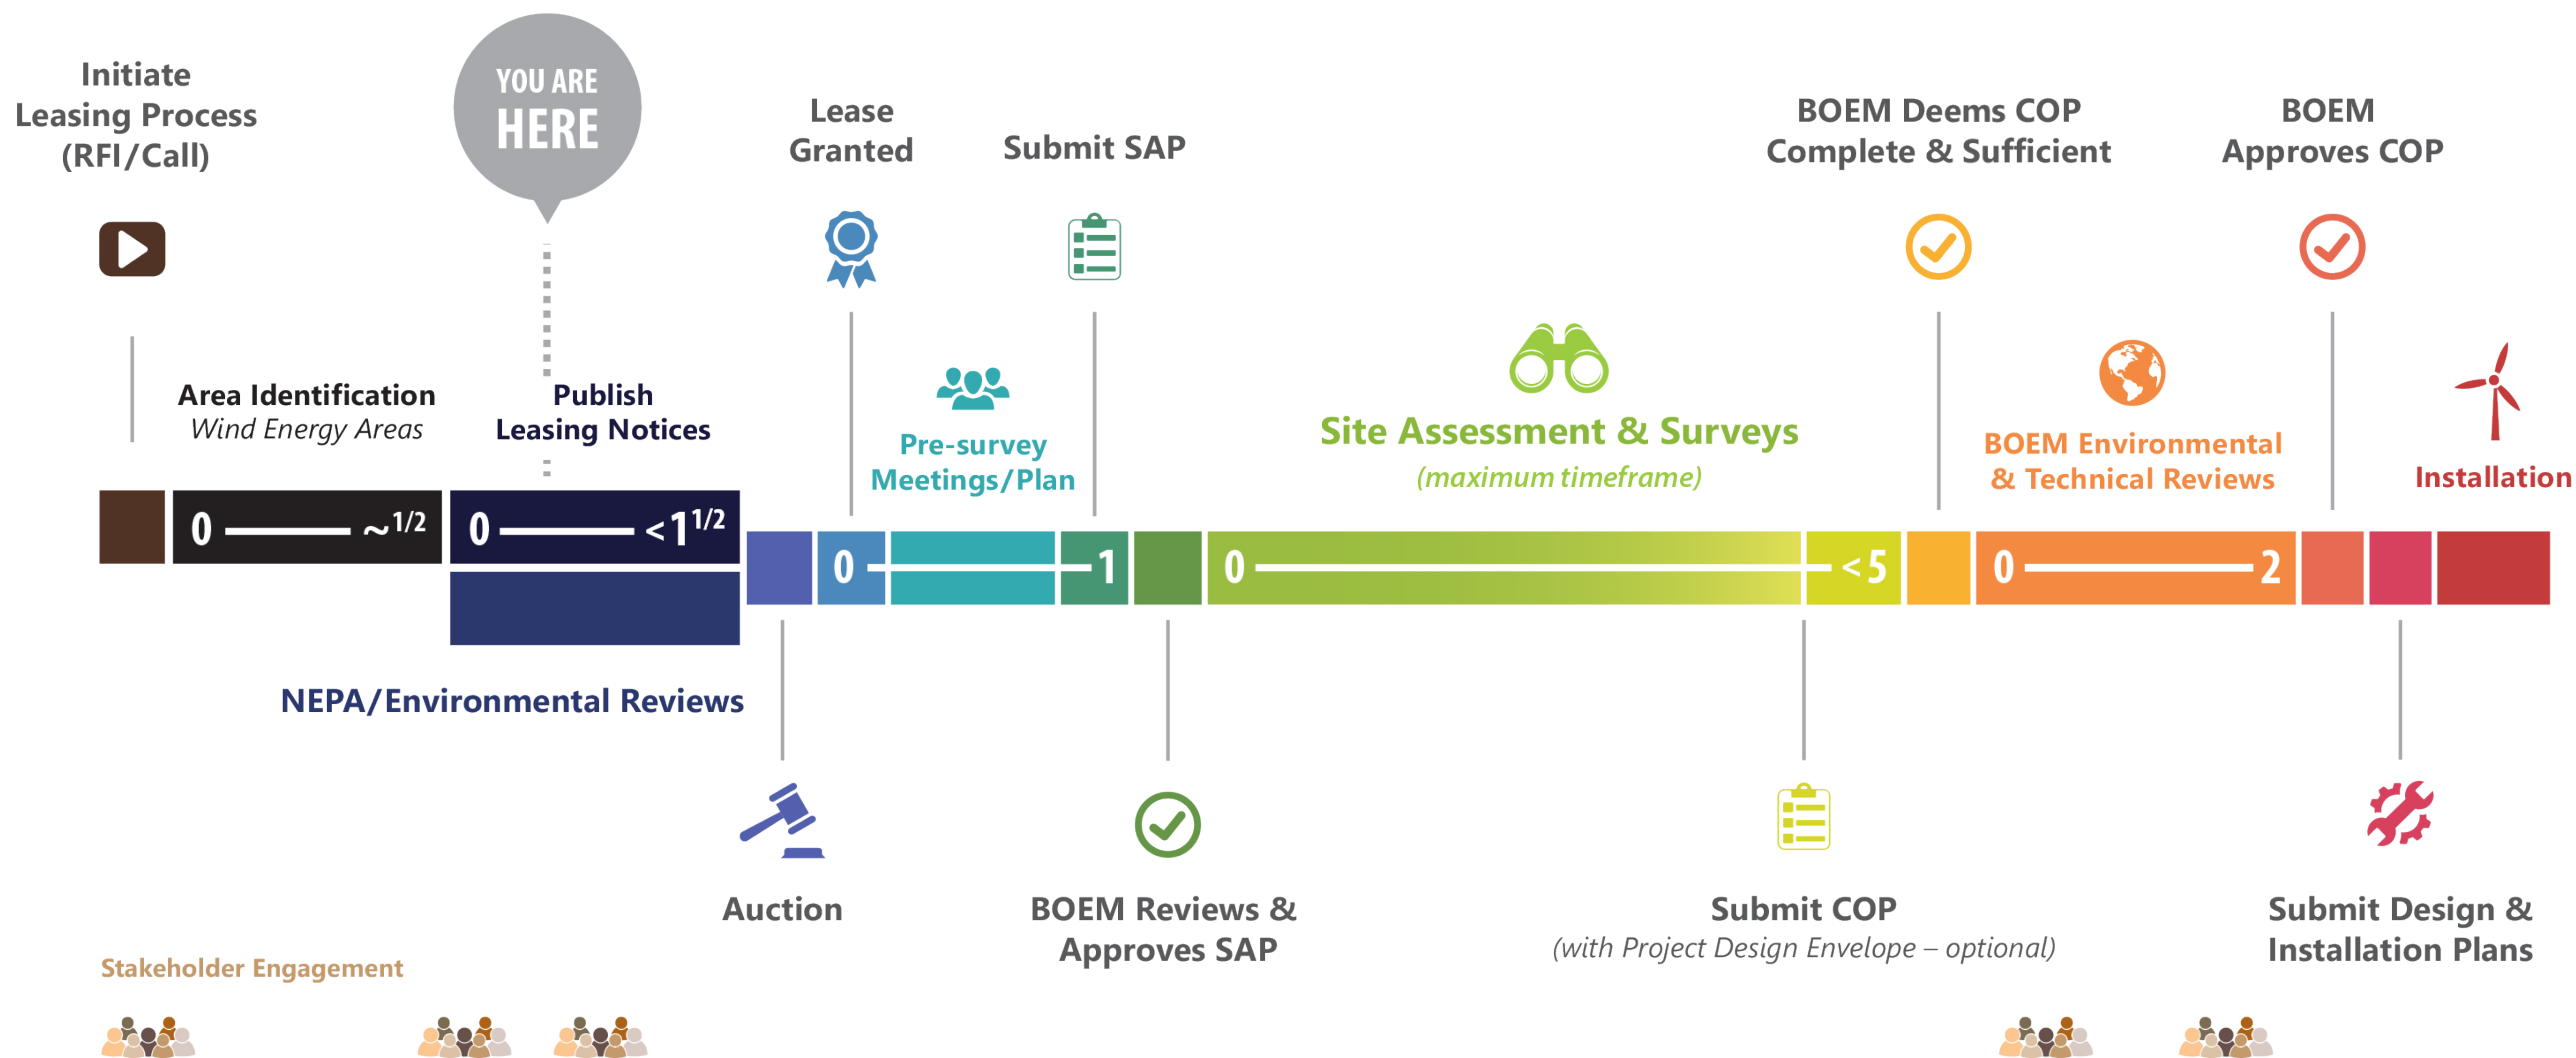 Initiate
Leasing Process
(RFI/Call)
YOU ARE
HERE
Lease
Granted
Submit SAP
BOEM Deems COP
Complete & Sufficient
BOEM
Approves COP
Area Identification
Wind Energy Areas
Publish
Leasing Notices
Pre-survey
Meetings/Plan
Site Assessment & Surveys
(maximum timeframe)
BOEM Environmental
& Technical Reviews
Installation
0 ~1/2
0 <1 1/2
0 1
0 <5
0 2
NEPA/Environmental Reviews
Auction
BOEM Reviews &
Approves SAP
Submit COP
(with Project Design Envelope – optional)
Submit Design &
Installation Plans
Stakeholder Engagement